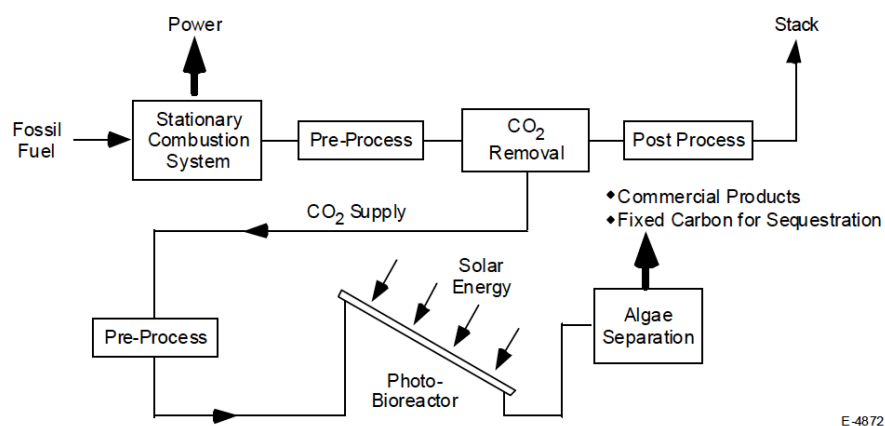 Power
Stack
Fossil
Fuel
Stationary
Combustion
System
Pre-Process
CO2
Removal
Post Process
◆Commercial Products
◆Fixed Carbon for Sequestration
CO2 Supply
Solar
Energy
Pre-Process
Algae
Separation
Photo-
Bioreactor
E-4872